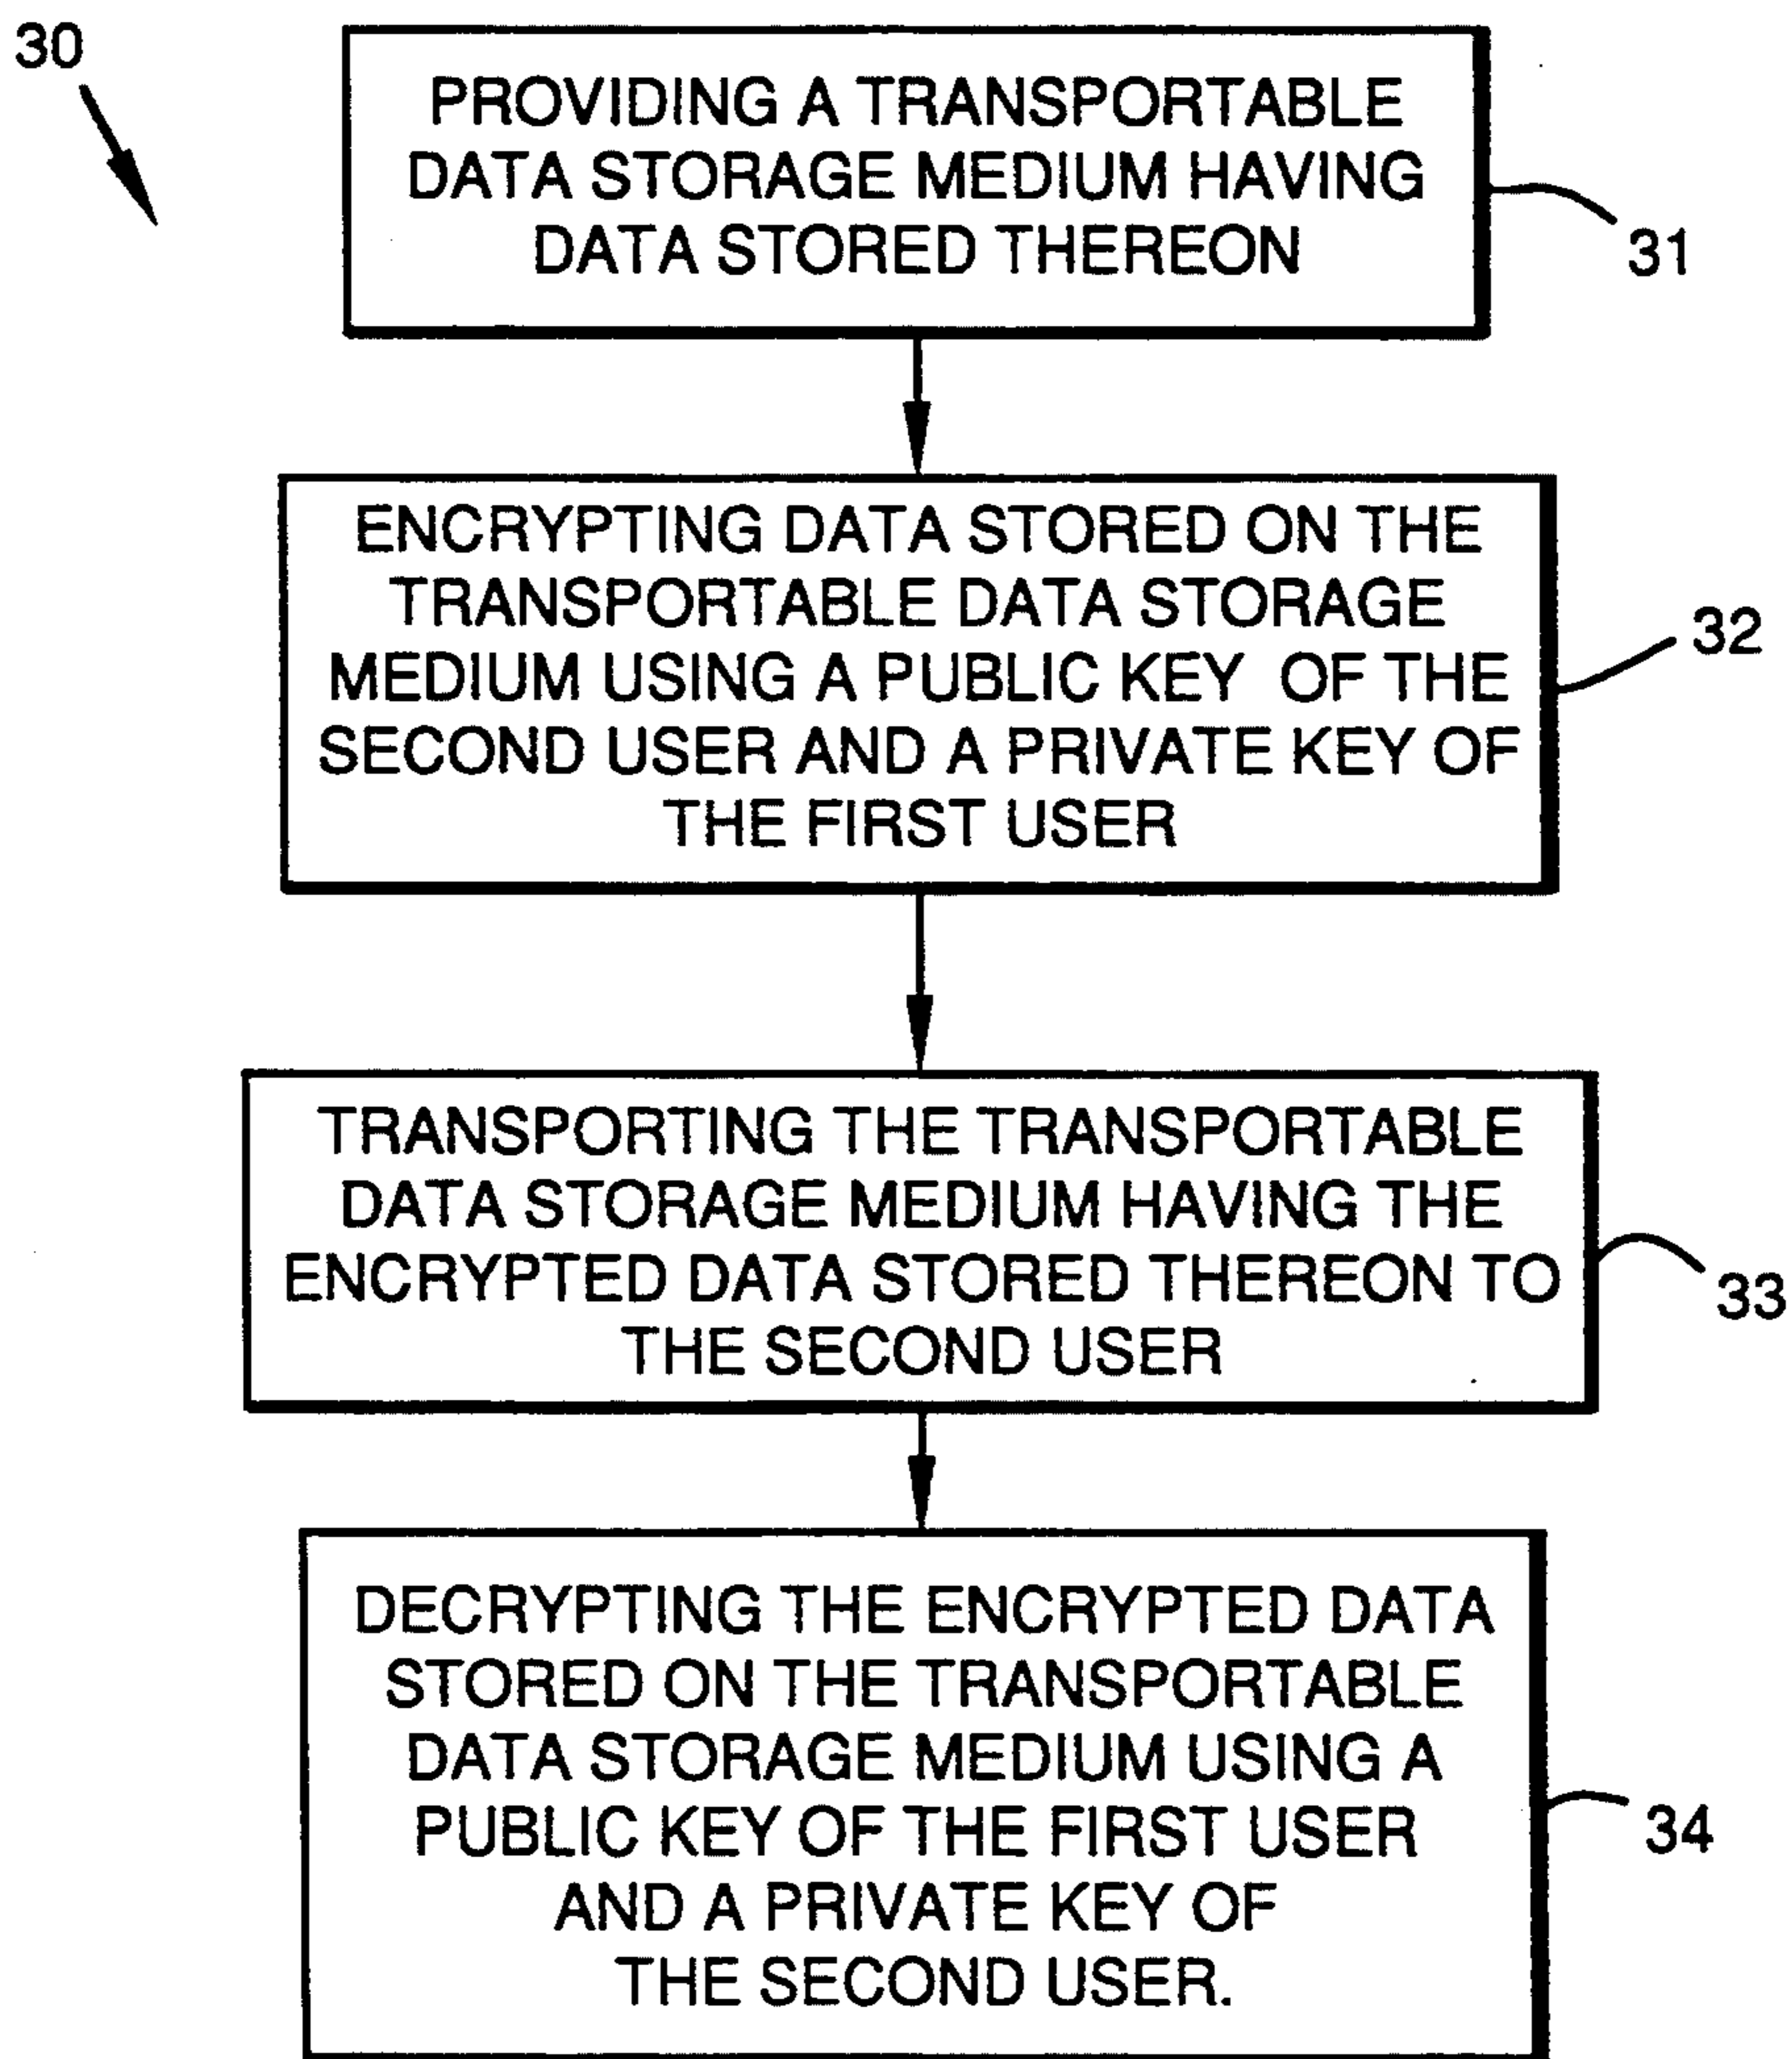 30
PROVIDING A TRANSPORTABLE
DATA STORAGE MEDIUM HAVING
DATA STORED THEREON
31
ENCRYPTING DATA STORED ON THE
TRANSPORTABLE DATA STORAGE
MEDIUM USING A PUBLIC KEY OF THE
SECOND USER AND A PRIVATE KEY OF
THE FIRST USER
32
TRANSPORTING THE TRANSPORTABLE
DATA STORAGE MEDIUM HAVING THE
ENCRYPTED DATA STORED THEREON TO
THE SECOND USER
33
DECRYPTING THE ENCRYPTED DATA
STORED ON THE TRANSPORTABLE
DATA STORAGE MEDIUM USING A
PUBLIC KEY OF THE FIRST USER
AND A PRIVATE KEY OF
THE SECOND USER.
34